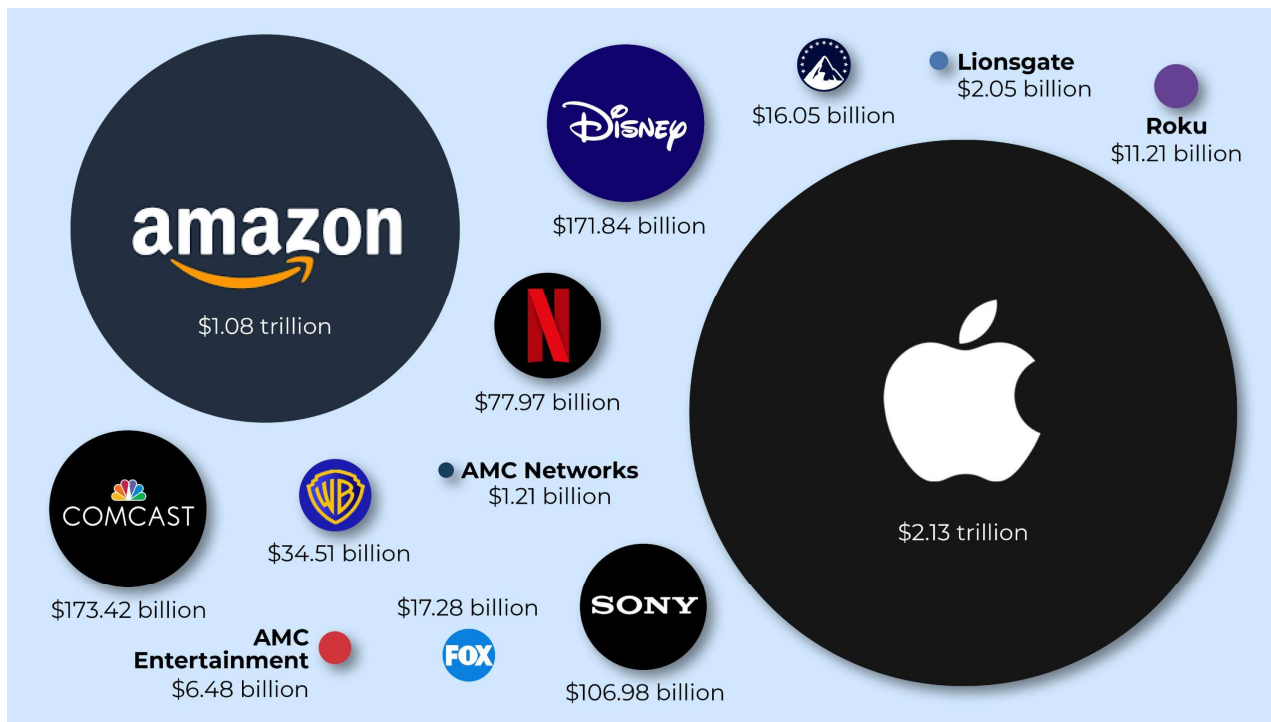 amazon
$1.08 trillion
Disney
$171.84 billion
$16.05 billion
Lionsgate
$2.05 billion
Roku
$11.21 billion
N
$77.97 billion
$2.13 trillion
COMCAST
$173.42 billion
WB
$34.51 billion
AMC Networks
$1.21 billion
AMC
Entertainment
$6.48 billion
$17.28 billion
FOX
SONY
$106.98 billion